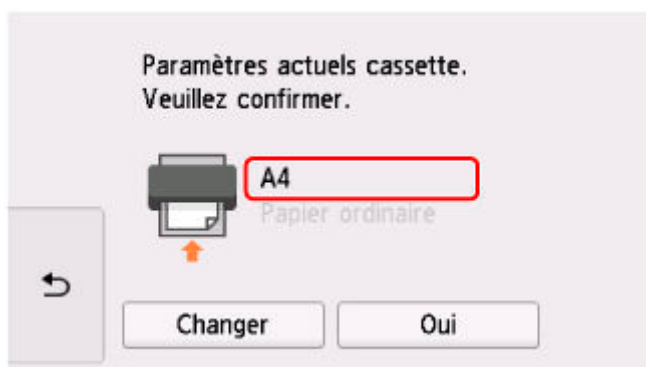 Paramètres actuels cassette.
Veuillez confirmer.
A4
Papier ordinaire
Changer
Oui